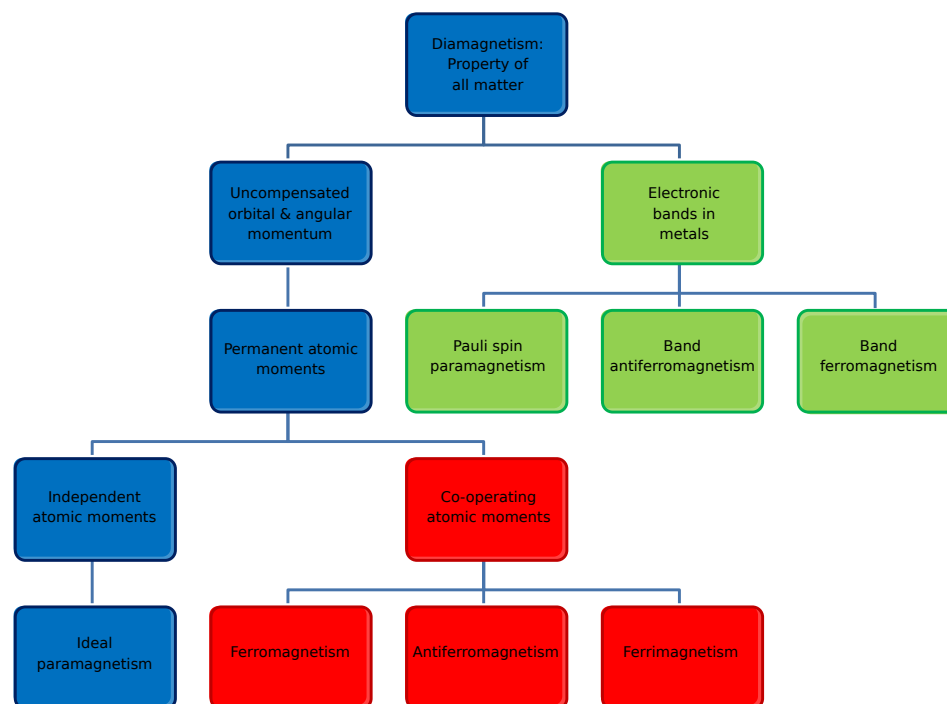 Diamagnetism:
Property of
all matter
Uncompensated
orbital & angular
momentum
Electronic
bands in
metals
Permanent atomic
moments
Pauli spin
paramagnetism
Band
antiferromagnetism
Band
ferromagnetism
Independent
atomic moments
Co-operating
atomic moments
Ideal
paramagnetism
Ferromagnetism
Antiferromagnetism
Ferrimagnetism